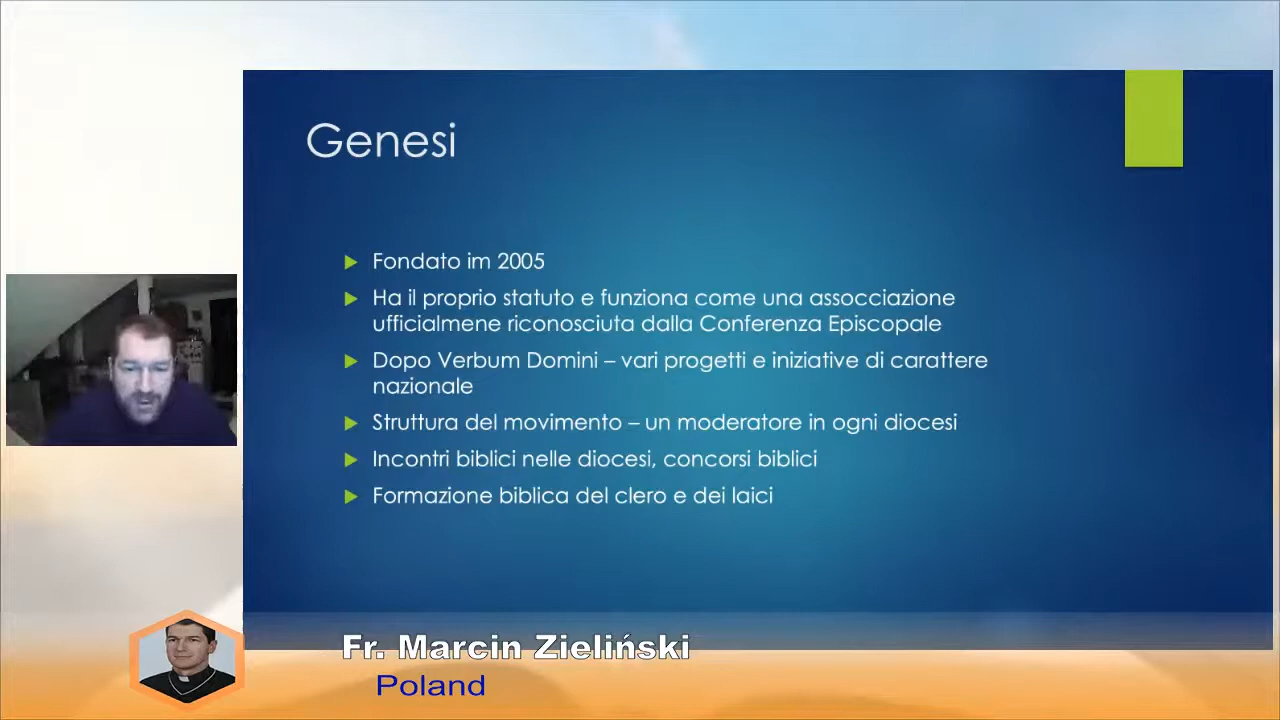 Genesi
Fondato im 2005
Ha il proprio statuto e funziona come una assocciazione
ufficialmene riconosciuta dalla Conferenza Episcopale
Dopo Verbum Domini – vari progetti e iniziative di carattere
nazionale
Struttura del movimento – un moderatore in ogni diocesi
Incontri biblici nelle diocesi, concorsi biblici
Formazione biblica del clero e dei laici
Fr. Marcin Zieliński
Poland